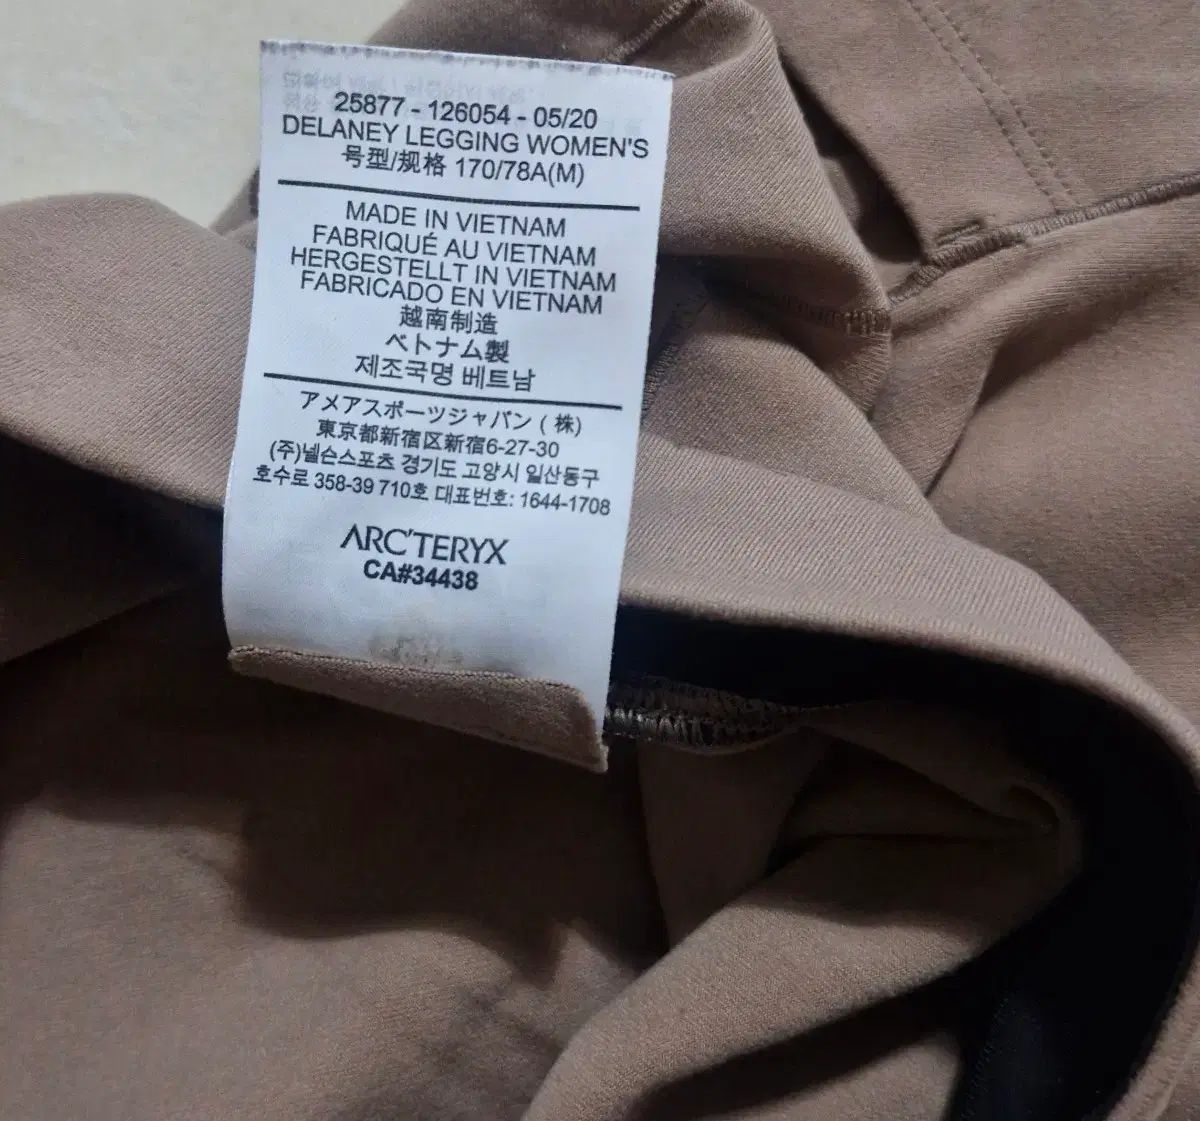 25877 - 126054 - 05/20
DELANEY LEGGING WOMEN'S
号型/规格 170/78A(M)
MADE IN VIETNAM
FABRIQUÉ AU VIETNAM
HERGESTELLT IN VIETNAM
FABRICADO EN VIETNAM
越南制造
ベトナム製
제조국명 베트남
アメアスポーツジャパン (株)
東京都新宿区新宿6-27-30
(주)넬슨스포츠 경기도 고양시 일산동구
호수로 358-39 710호 대표번호: 1644-1708
ARC'TERYX
CA#34438